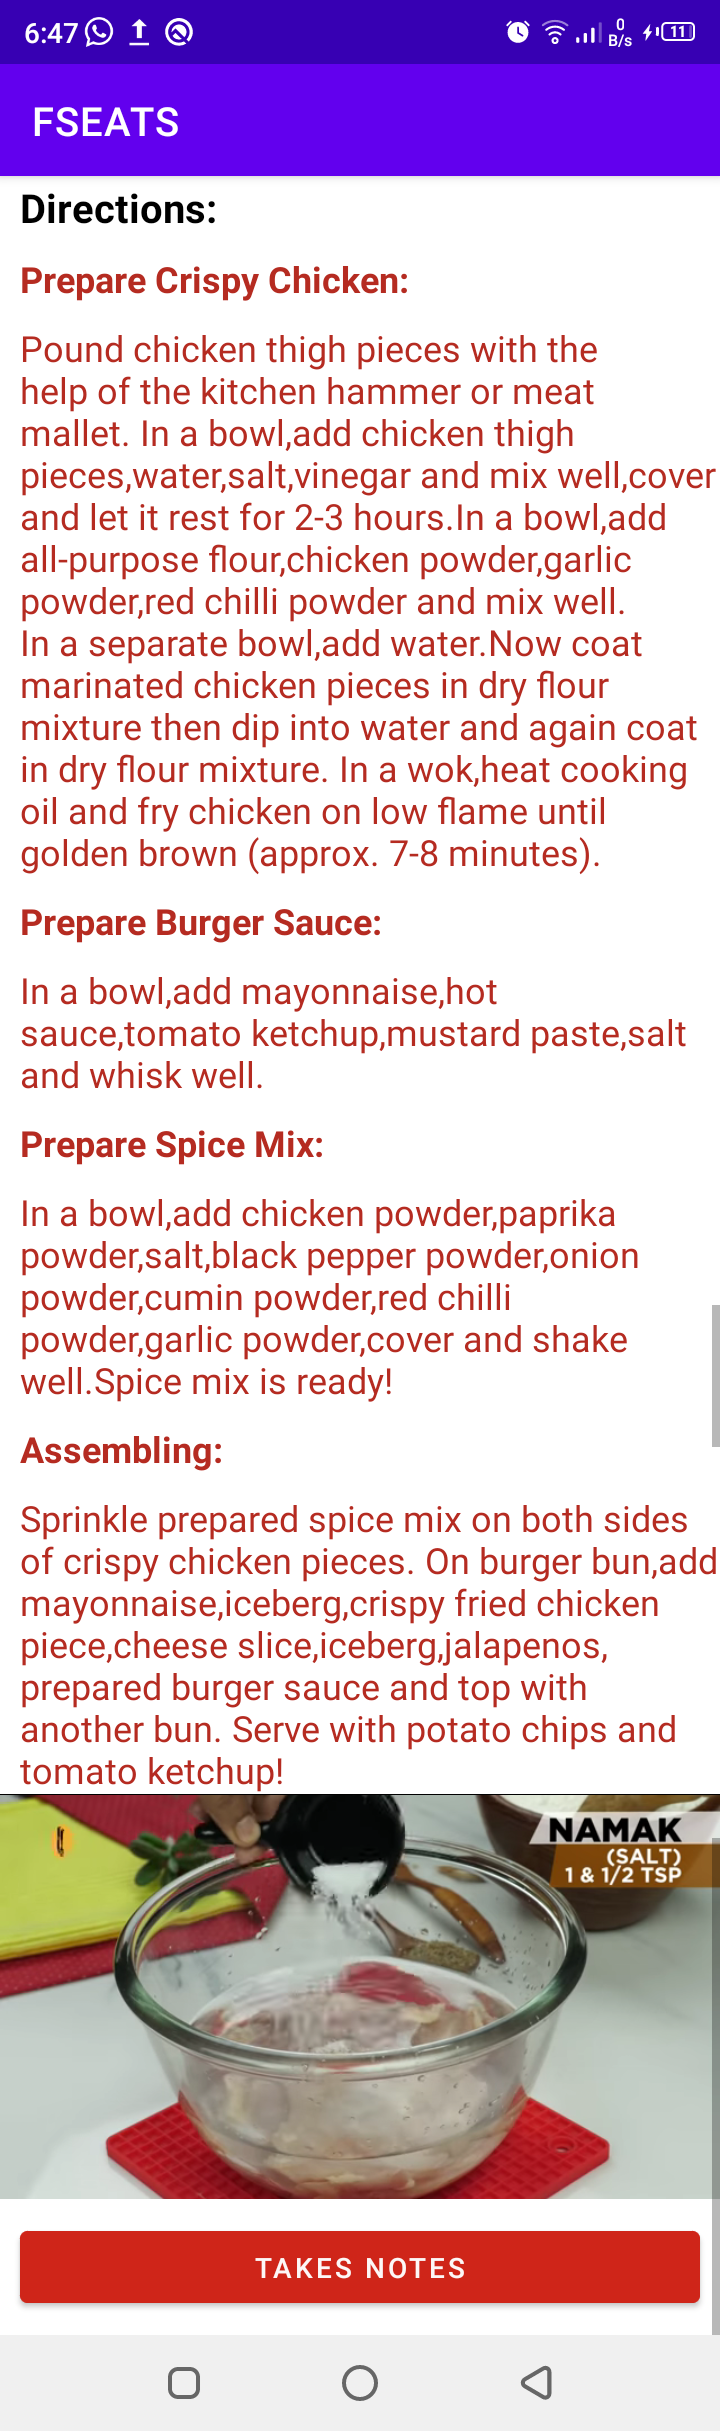 6:47
0
B/s
11
FSEATS
Directions:
Prepare Crispy Chicken:
Pound chicken thigh pieces with the
help of the kitchen hammer or meat
mallet. In a bowl,add chicken thigh
pieces,water,salt,vinegar and mix well,cover
and let it rest for 2-3 hours.In a bowl,add
all-purpose flour,chicken powder,garlic
powder,red chilli powder and mix well.
In a separate bowl,add water.Now coat
marinated chicken pieces in dry flour
mixture then dip into water and again coat
in dry flour mixture. In a wok,heat cooking
oil and fry chicken on low flame until
golden brown (approx. 7-8 minutes).
Prepare Burger Sauce:
In a bowl,add mayonnaise,hot
sauce,tomato ketchup,mustard paste,salt
and whisk well.
Prepare Spice Mix:
In a bowl,add chicken powder,paprika
powder,salt,black pepper powder,onion
powder,cumin powder,red chilli
powder,garlic powder,cover and shake
well.Spice mix is ready!
Assembling:
Sprinkle prepared spice mix on both sides
of crispy chicken pieces. On burger bun,add
mayonnaise,iceberg,crispy fried chicken
piece,cheese slice,iceberg,jalapenos,
prepared burger sauce and top with
another bun. Serve with potato chips and
tomato ketchup!
NAMAK
(SALT)
1 & 1/2 TSP
TAKES NOTES